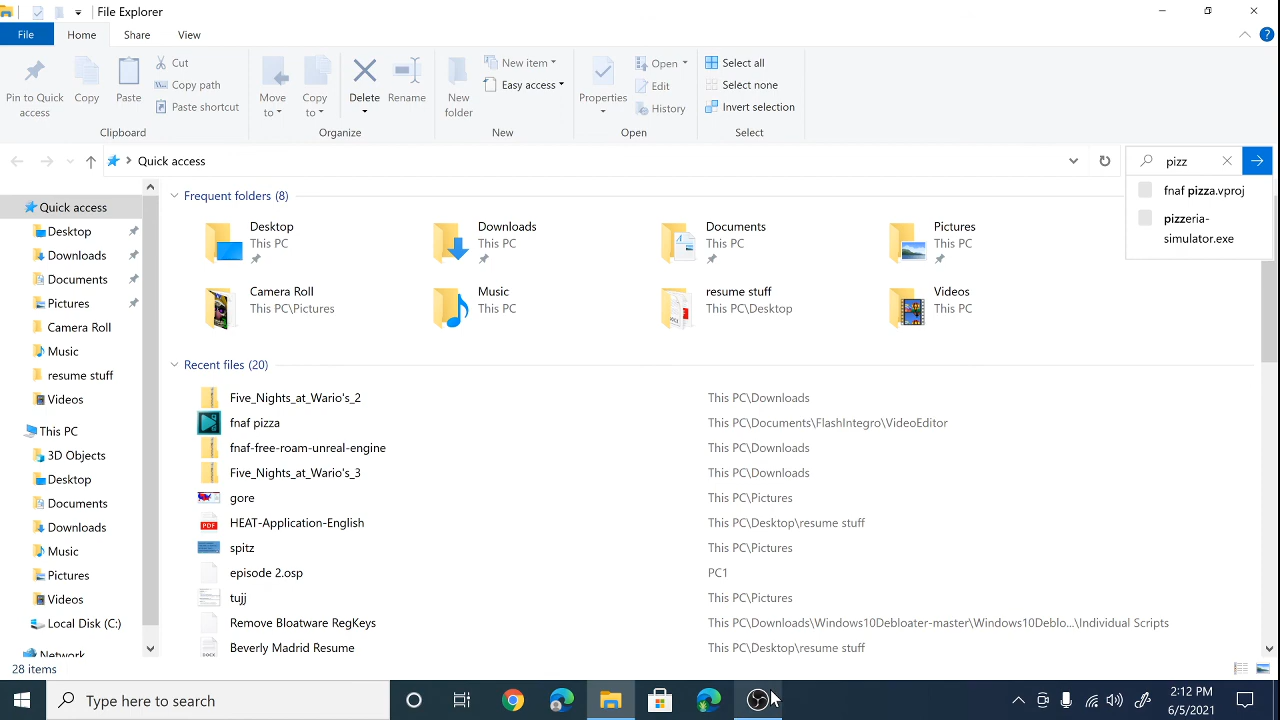 File Explorer
File
Home
Share
View
Pin to Quick access
Copy
Paste
Cut
Copy path
Paste shortcut
Clipboard
Move to
Copy to
Delete
Rename
Organize
New folder
New item
Easy access
New
Properties
Open
Edit
History
Open
Select all
Select none
Invert selection
Select
Quick access
pizz
fnaf pizza.vproj
pizzeria-
simulator.exe
Quick access
Desktop
Downloads
Documents
Pictures
Camera Roll
Music
resume stuff
Videos
This PC
3D Objects
Desktop
Documents
Downloads
Music
Pictures
Videos
Local Disk (C:)
Network
Frequent folders (8)
Desktop
This PC
Downloads
This PC
Documents
This PC
Pictures
This PC
Camera Roll
This PC\Pictures
Music
This PC
resume stuff
This PC\Desktop
Videos
This PC
Recent files (20)
Five_Nights_at_Wario's_2 This PC\Downloads
fnaf pizza This PC\Documents\FlashIntegro\VideoEditor
fnaf-free-roam-unreal-engine This PC\Downloads
Five_Nights_at_Wario's_3 This PC\Downloads
gore This PC\Pictures
HEAT-Application-English This PC\Desktop\resume stuff
spitz This PC\Pictures
episode 2.osp PC1
tujj This PC\Pictures
Remove Bloatware RegKeys This PC\Downloads\Windows10Debloater-master\Windows10Deblo...\Individual Scripts
Beverly Madrid Resume This PC\Desktop\resume stuff
28 items
Type here to search
2:12 PM
6/5/2021